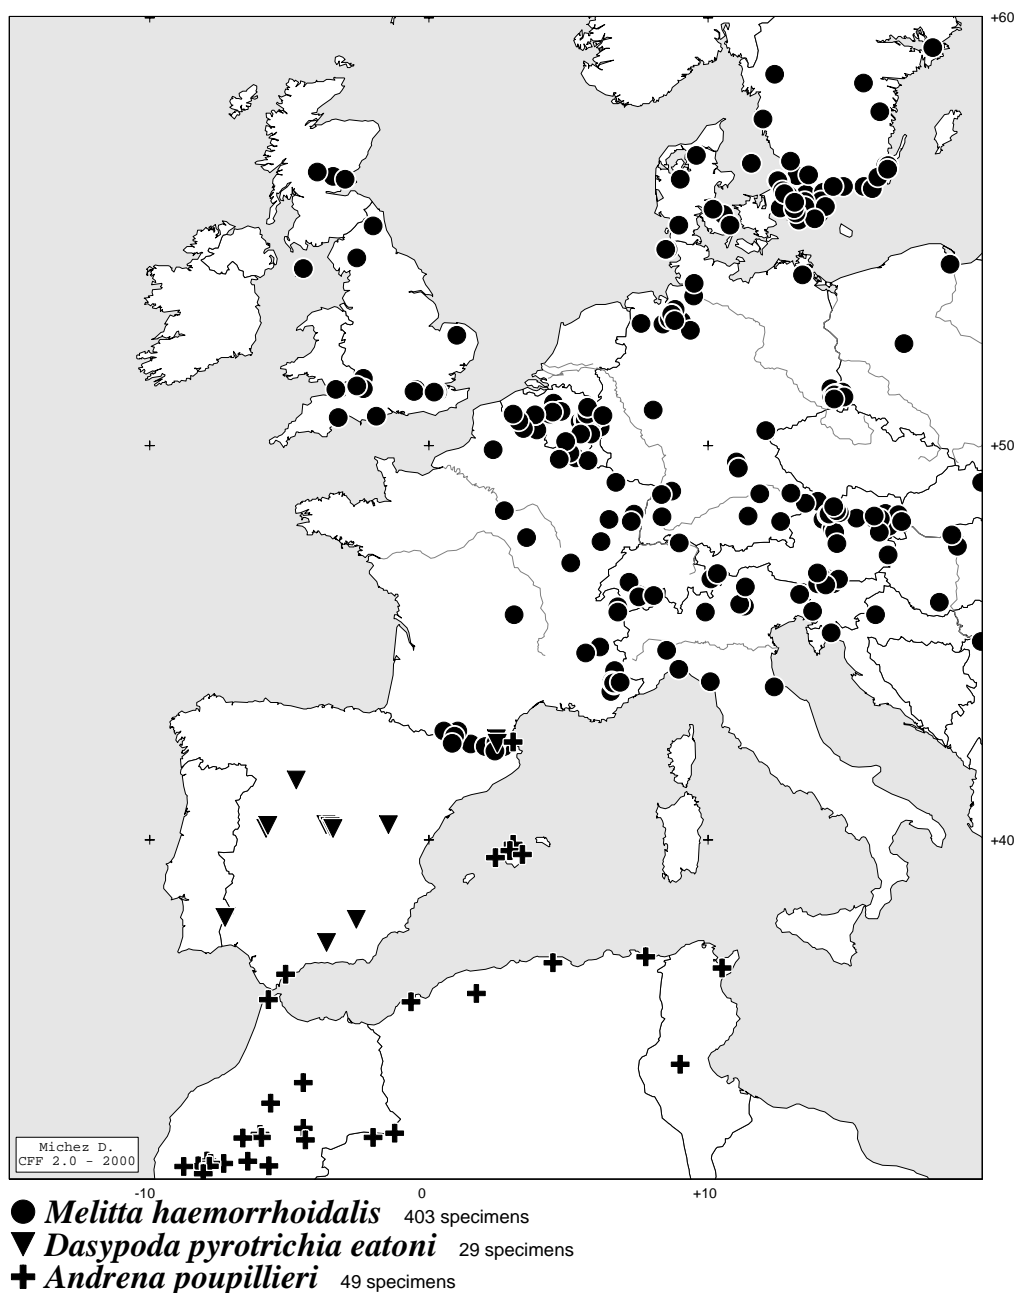 +60
+50
+40
Michez D.
CFF 2.0 - 2000
-10 0 +10
Melitta haemorrhoidalis 403 specimens
Dasypoda pyrotrichia eatoni 29 specimens
Andrena poupillieri 49 specimens